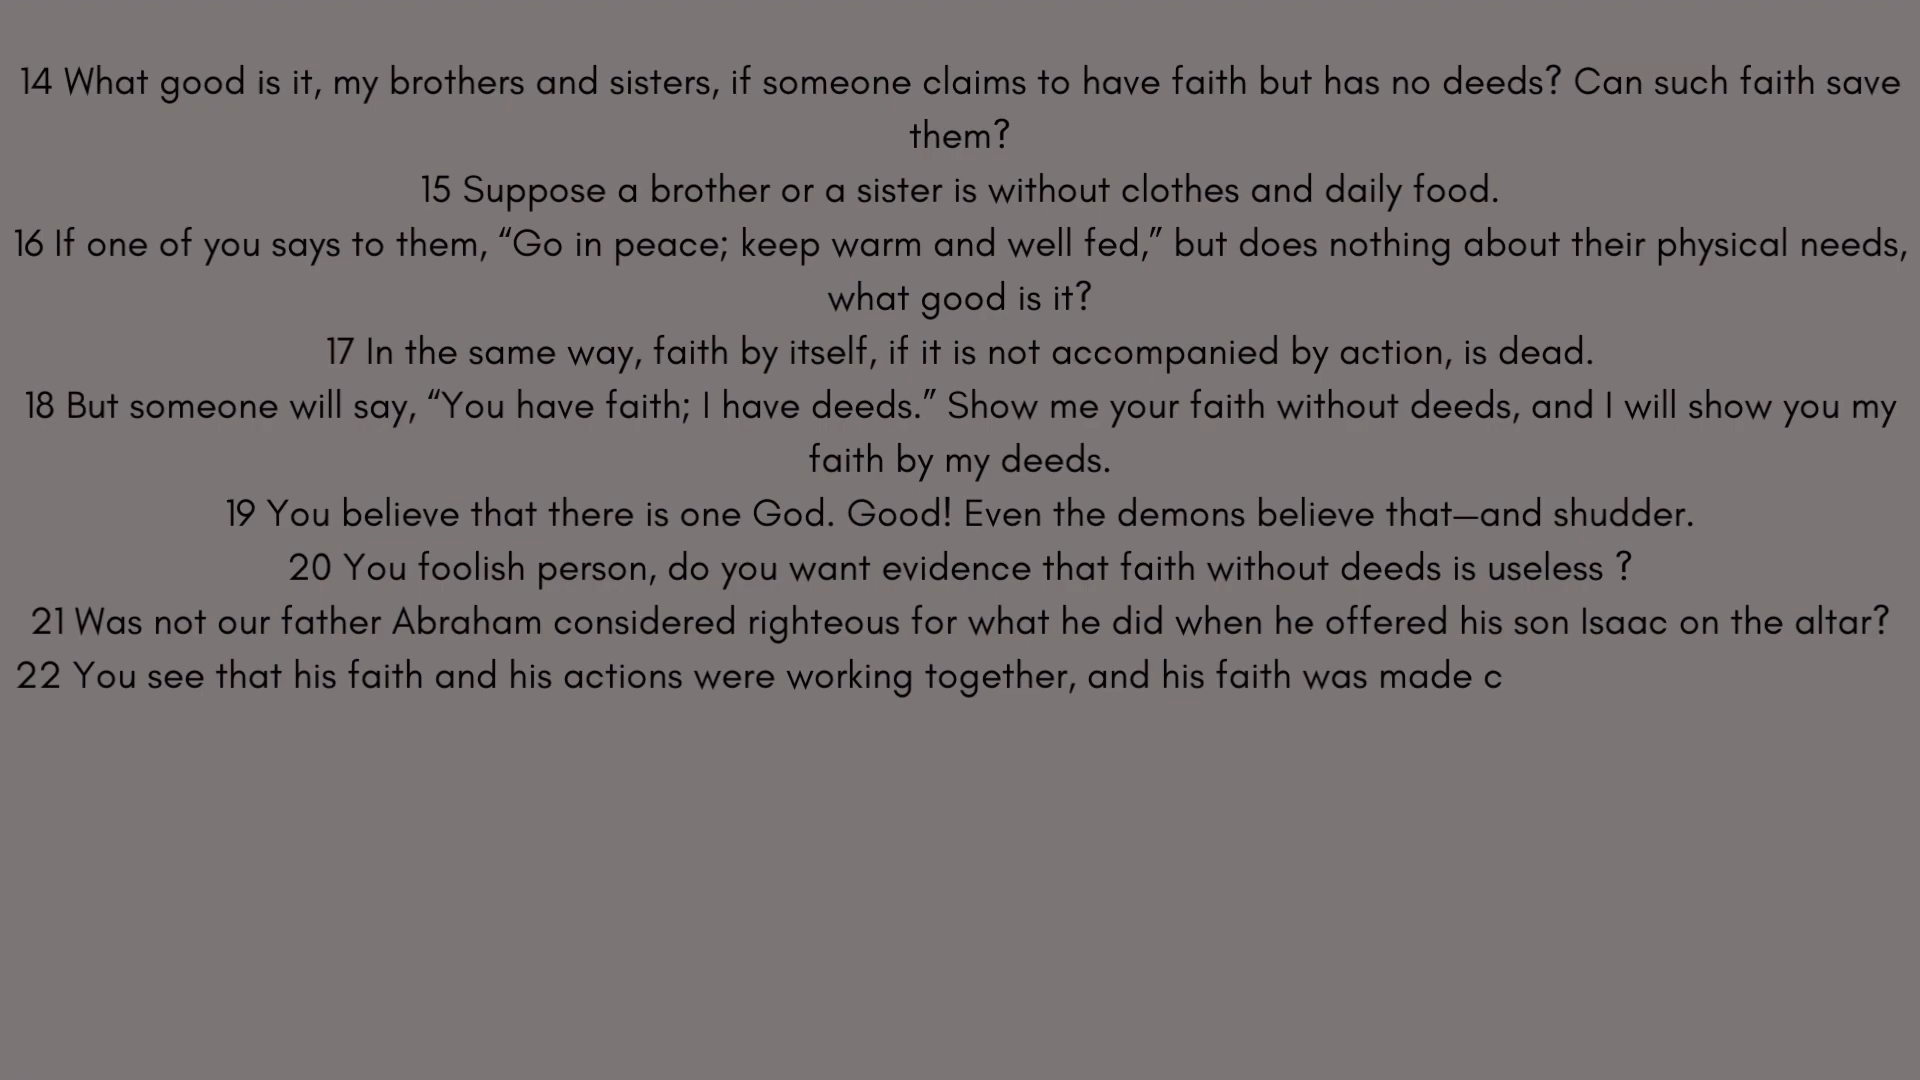 14 What good is it, my brothers and sisters, if someone claims to have faith but has no deeds? Can such faith save
them?
15 Suppose a brother or a sister is without clothes and daily food.
16 If one of you says to them, “Go in peace; keep warm and well fed,” but does nothing about their physical needs,
what good is it?
17 In the same way, faith by itself, if it is not accompanied by action, is dead.
18 But someone will say, “You have faith; I have deeds.” Show me your faith without deeds, and I will show you my
faith by my deeds.
19 You believe that there is one God. Good! Even the demons believe that—and shudder.
20 You foolish person, do you want evidence that faith without deeds is useless ?
21 Was not our father Abraham considered righteous for what he did when he offered his son Isaac on the altar?
22 You see that his faith and his actions were working together, and his faith was made c